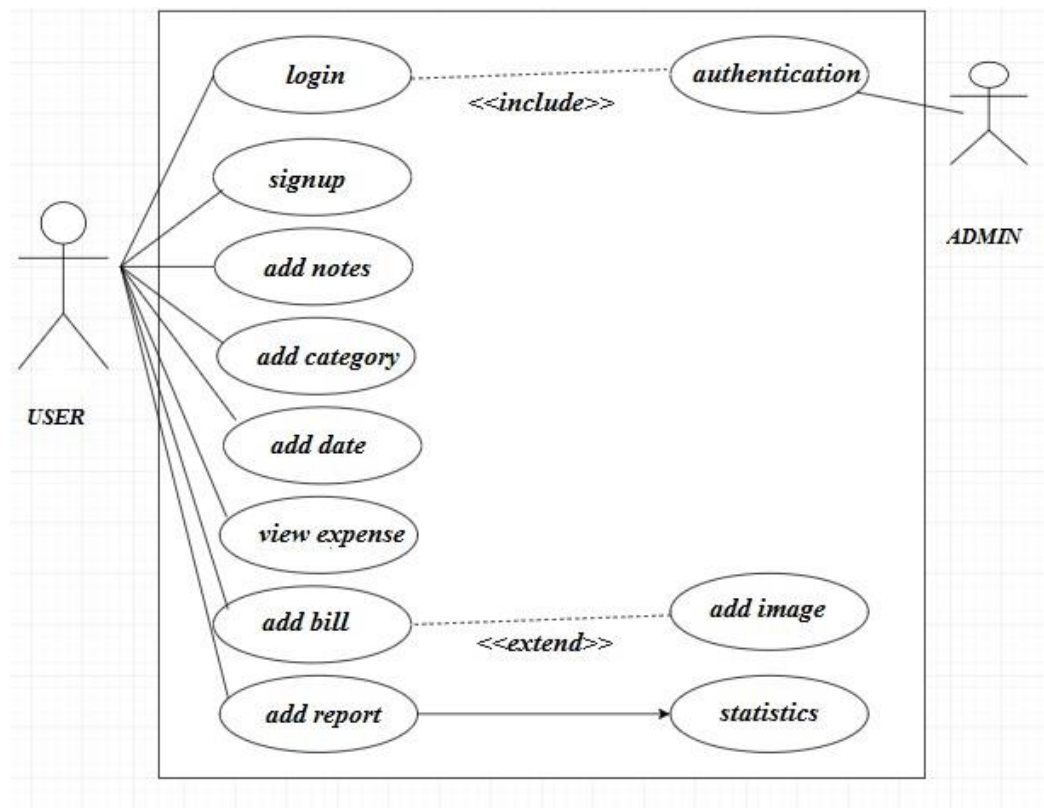 login
authentication
<<include>>
signup
ADMIN
add notes
add category
USER
add date
view expense
add bill
add image
<<extend>>
add report
statistics